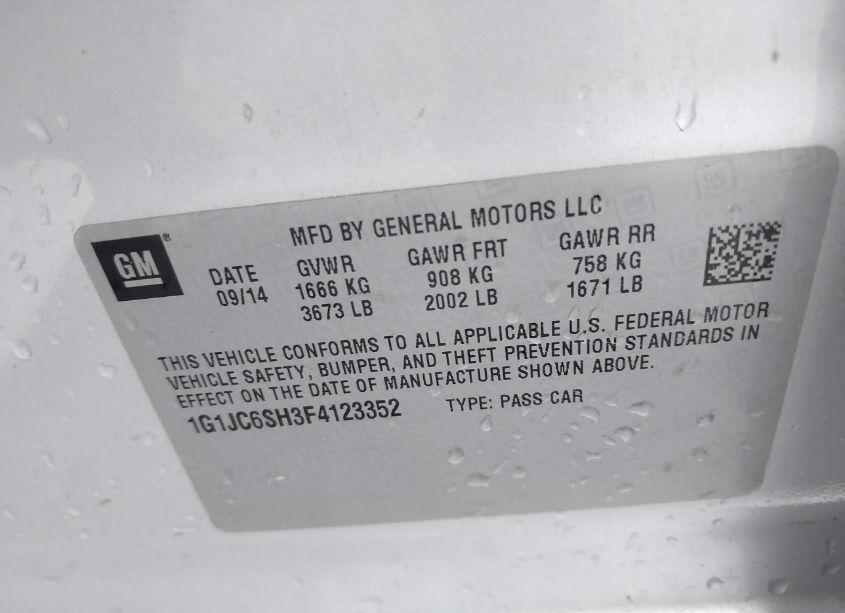 MFD BY GENERAL MOTORS LLC
GM®
DATE GVWR GAWR FRT GAWR RR
09/14 1666 KG 908 KG 758 KG
3673 LB 2002 LB 1671 LB
THIS VEHICLE CONFORMS TO ALL APPLICABLE U.S. FEDERAL MOTOR
VEHICLE SAFETY, BUMPER, AND THEFT PREVENTION STANDARDS IN
EFFECT ON THE DATE OF MANUFACTURE SHOWN ABOVE.
1G1JC6SH3F4123352 TYPE: PASS CAR